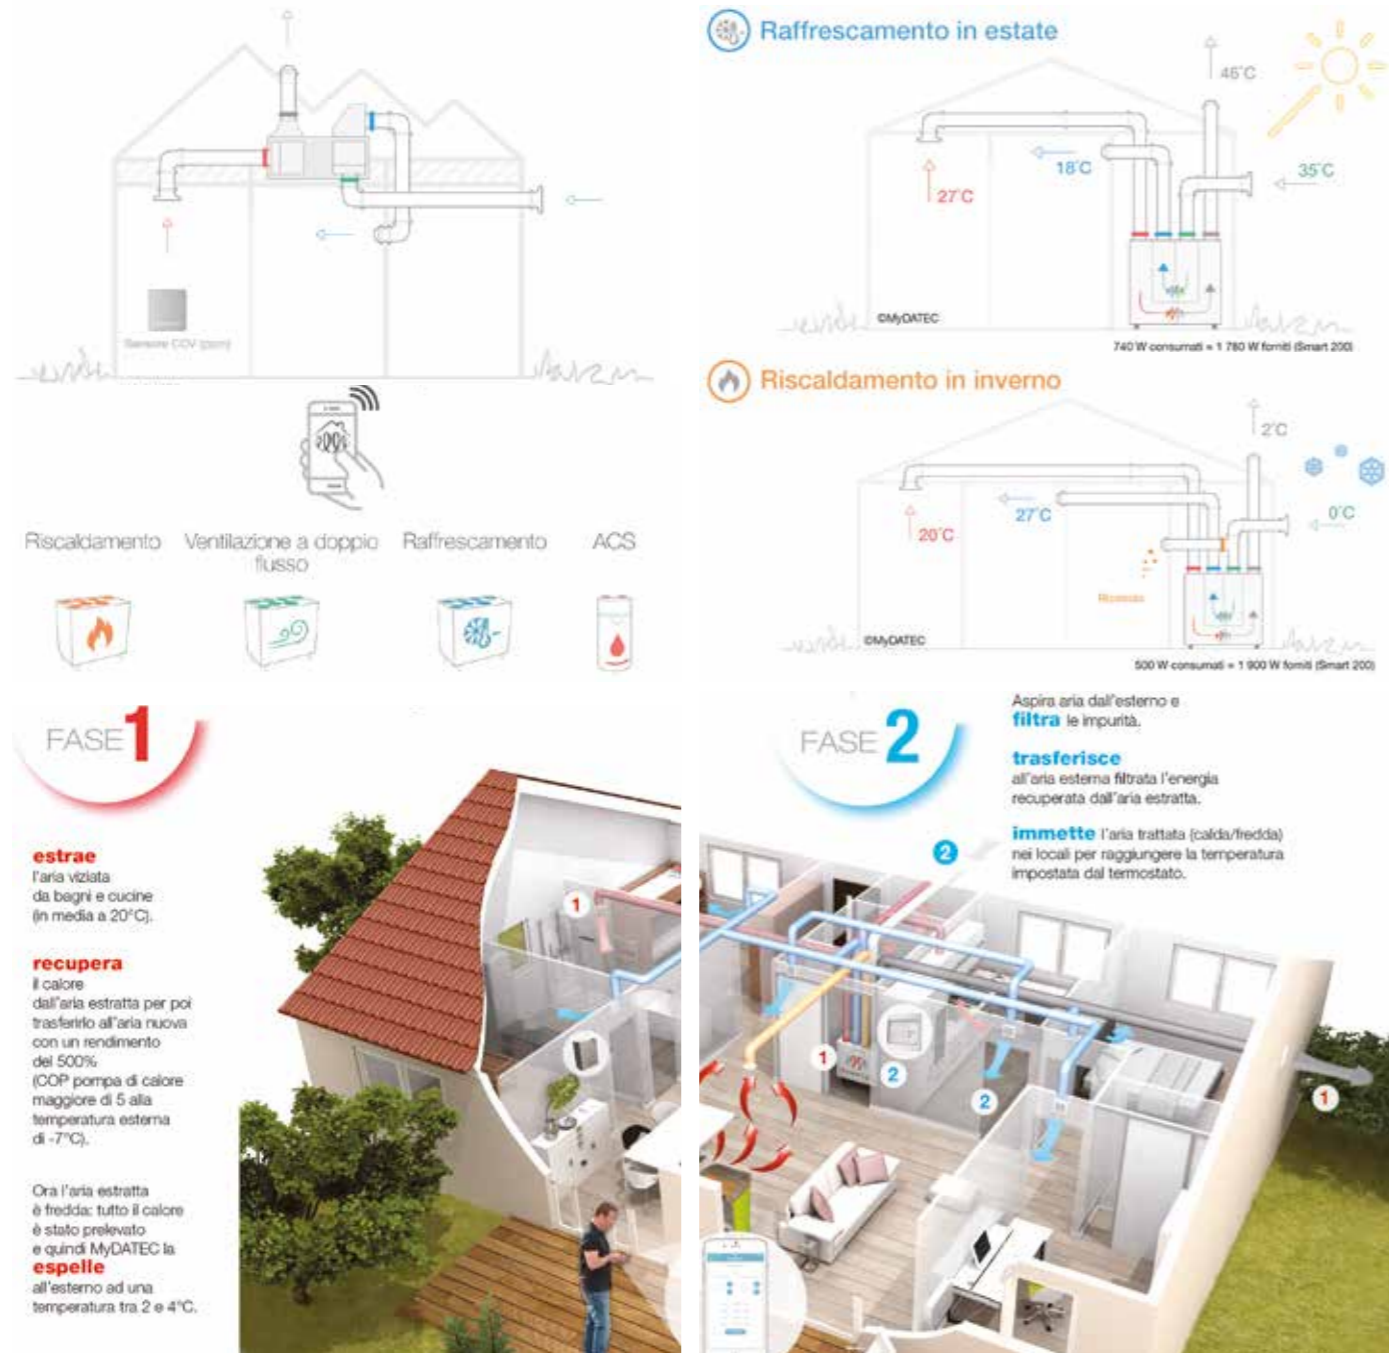 Sensore COV (ppm)
Riscaldamento
Ventilazione a doppio
flusso
Raffrescamento
ACS
Raffrescamento in estate
46°C
35°C
18°C
27°C
©MyDATEC
740 W consumati = 1 780 W forniti (Smart 200)
Riscaldamento in inverno
2°C
0°C
27°C
20°C
Ricircolo
©MyDATEC
500 W consumati = 1 900 W forniti (Smart 200)
FASE 1
estrae
l'aria viziata
da bagni e cucine
(in media a 20°C).
recupera
il calore
dall'aria estratta per poi
trasferirlo all'aria nuova
con un rendimento
del 500%
(COP pompa di calore
maggiore di 5 alla
temperatura esterna
di -7°C).
Ora l'aria estratta
è fredda: tutto il calore
è stato prelevato
e quindi MyDATEC la
espelle
all'esterno ad una
temperatura tra 2 e 4°C.
1
FASE 2
Aspira aria dall'esterno e
filtra le impurità.
trasferisce
all'aria esterna filtrata l'energia
recuperata dall'aria estratta.
immette l'aria trattata (calda/fredda)
nei locali per raggiungere la temperatura
impostata dal termostato.
2
1
2
2
1